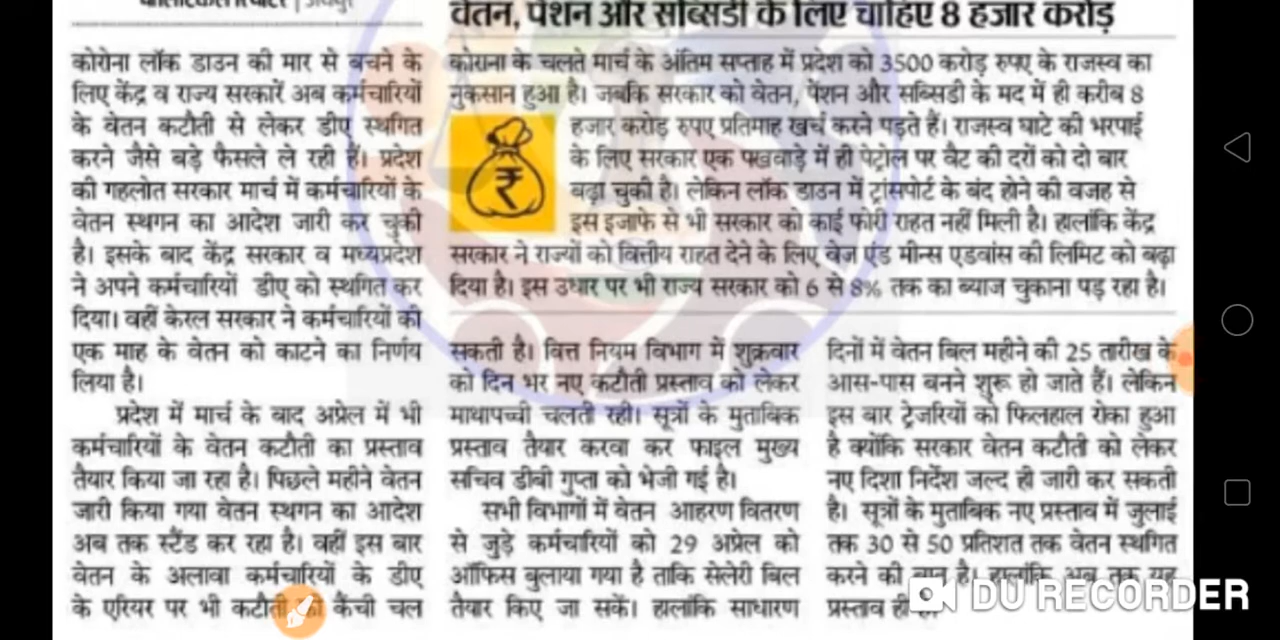 वेतन, पेंशन और सब्सिडी के लिए चाहिए 8 हजार करोड़
कोरोना लॉक डाउन की मार से बचने के
लिए केंद्र व राज्य सरकारें अब कर्मचारियों
के वेतन कटौती से लेकर डीए स्थगित
करने जैसे बड़े फैसले ले रही हैं। प्रदेश
की गहलोत सरकार मार्च में कर्मचारियों के
वेतन स्थगन का आदेश जारी कर चुकी
है। इसके बाद केंद्र सरकार व मध्यप्रदेश
ने अपने कर्मचारियों डीए को स्थगित कर
दिया। वहीं केरल सरकार ने कर्मचारियों की
एक माह के वेतन को काटने का निर्णय
लिया है।
प्रदेश में मार्च के बाद अप्रेल में भी
कर्मचारियों के वेतन कटौती का प्रस्ताव
तैयार किया जा रहा है। पिछले महीने वेतन
जारी किया गया वेतन स्थगन का आदेश
अब तक स्टैंड कर रहा है। वहीं इस बार
वेतन के अलावा कर्मचारियों के डीए
के एरियर पर भी कटौती की कैंची चल
कोरोना के चलते मार्च के अंतिम सप्ताह में प्रदेश को 3500 करोड़ रुपए के राजस्व का
नुकसान हुआ है। जबकि सरकार को वेतन, पेंशन और सब्सिडी के मद में ही करीब 8
हजार करोड़ रुपए प्रतिमाह खर्च करने पड़ते हैं। राजस्व घाटे की भरपाई
के लिए सरकार एक पखवाड़े में ही पेट्रोल पर वैट की दरों को दो बार
बढ़ा चुकी है। लेकिन लॉक डाउन में ट्रांसपोर्ट के बंद होने की वजह से
इस इजाफे से भी सरकार को काई फोरी राहत नहीं मिली है। हालांकि केंद्र
सरकार ने राज्यों को वित्तीय राहत देने के लिए वेज एंड मीन्स एडवांस की लिमिट को बढ़ा
दिया है। इस उधार पर भी राज्य सरकार को 6 से 8% तक का ब्याज चुकाना पड़ रहा है।
सकती है। वित्त नियम विभाग में शुक्रवार
को दिन भर नए कटौती प्रस्ताव को लेकर
माथापच्ची चलती रही। सूत्रों के मुताबिक
प्रस्ताव तैयार करवा कर फाइल मुख्य
सचिव डीबी गुप्ता को भेजी गई है।
सभी विभागों में वेतन आहरण वितरण
से जुड़े कर्मचारियों को 29 अप्रेल को
ऑफिस बुलाया गया है ताकि सेलेरी बिल
तैयार किए जा सकें। हालांकि साधारण
दिनों में वेतन बिल महीने की 25 तारीख के
आस-पास बनने शुरू हो जाते हैं। लेकिन
इस बार ट्रेजरियों को फिलहाल रोका हुआ
है क्योंकि सरकार वेतन कटौती को लेकर
नए दिशा निर्देश जल्द ही जारी कर सकती
है। सूत्रों के मुताबिक नए प्रस्ताव में जुलाई
तक 30 से 50 प्रतिशत तक वेतन स्थगित
करने की बात है। हालांकि अब तक यह
प्रस्ताव ही
DU RECORDER